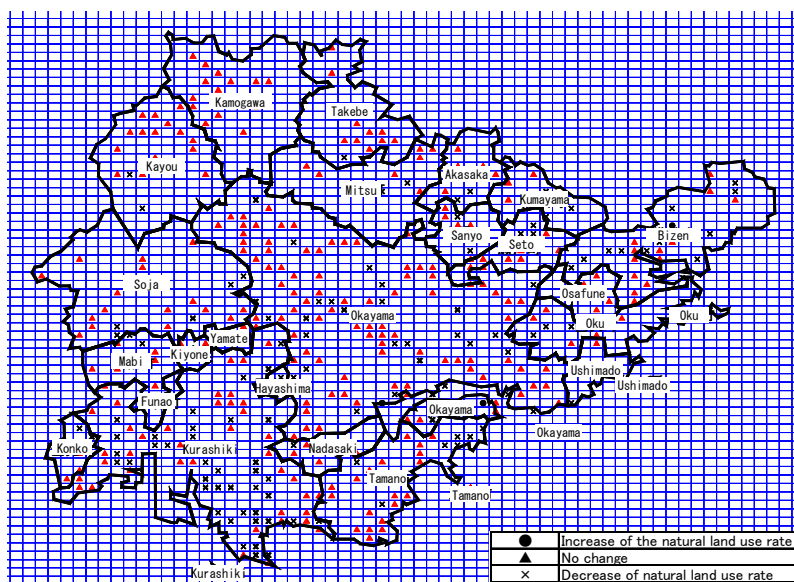 Kamogawa
Takebe
Kayou
Akasaka
Mitsu
Kumayama
Sanyo
Seto
Bizen
Soja
Osafune
Okayama
Oku
Oku
Yamate
Kiyone
Mabi
Ushimado
Hayashima
Ushimado
Funao
Okayama
Okayama
Konko
Kurashiki
Nadasaki
Tamano
Tamano
Kurashiki
Increase of the natural land use rate
No change
Decrease of natural land use rate